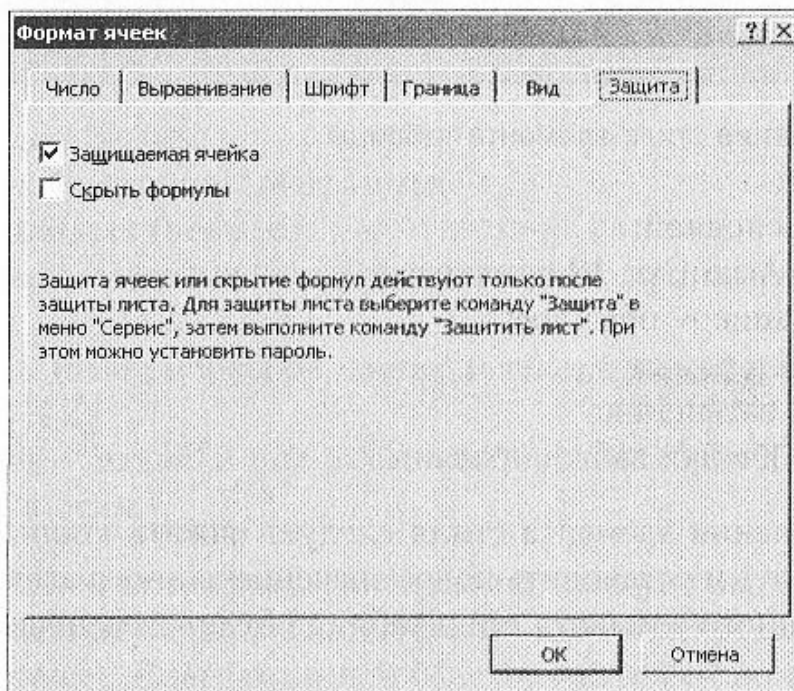 Формат ячеек
Число Выравнивание Шрифт Граница Вид Защита
Защищаемая ячейка
Скрыть формулы
Защита ячеек или скрытие формул действуют только после
защиты листа. Для защиты листа выберите команду "Защита" в
меню "Сервис", затем выполните команду "Защитить лист". При
этом можно установить пароль.
ОК Отмена